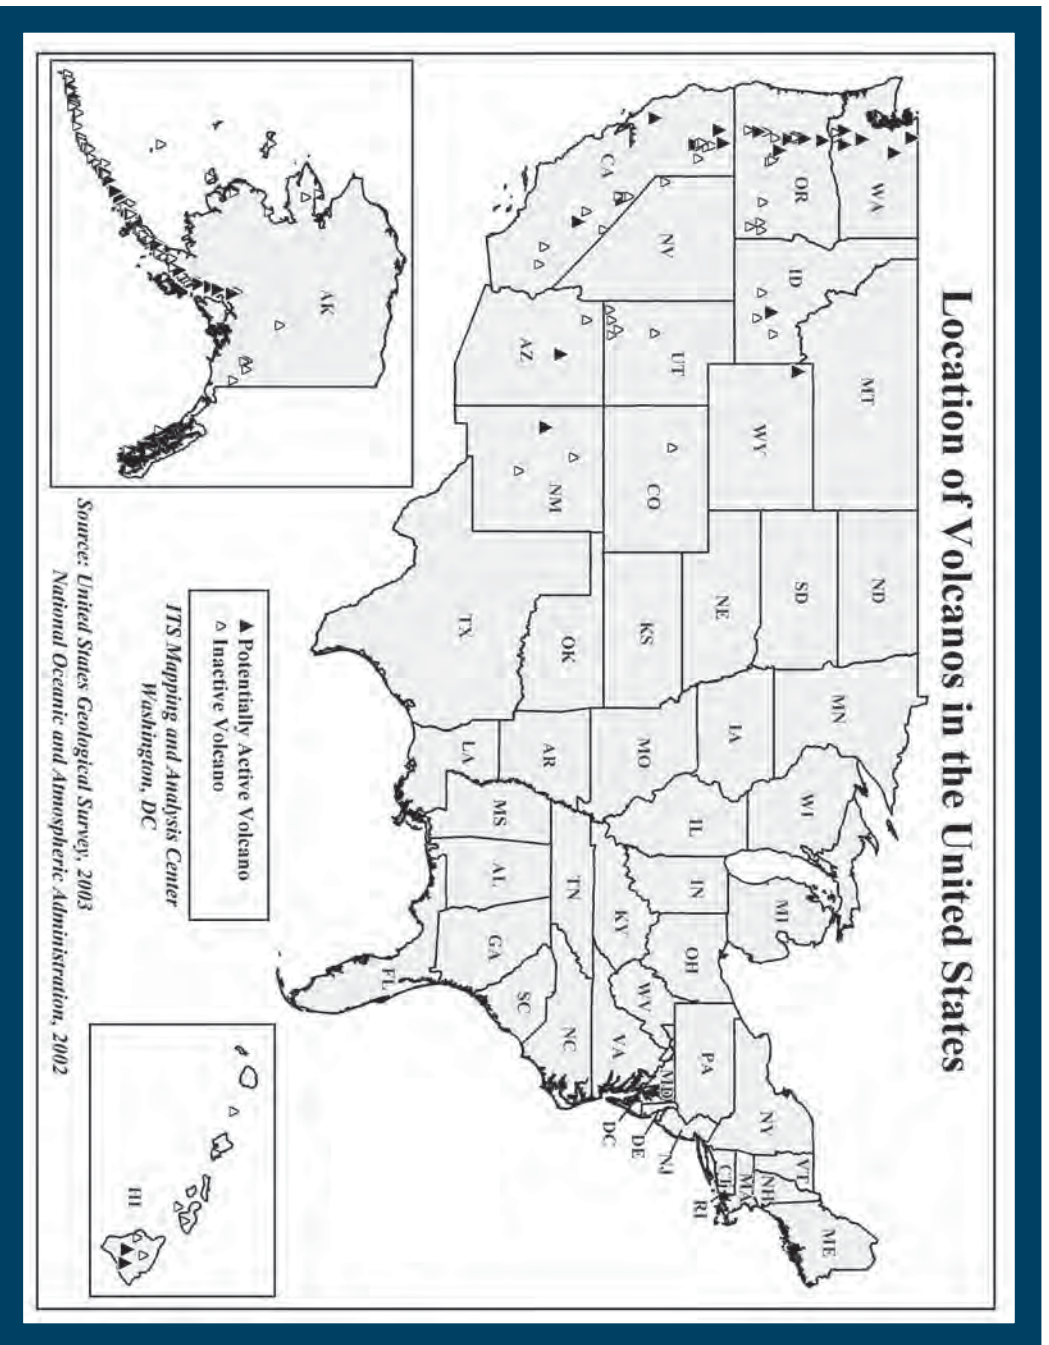 Location of Volcanos in the United States
WA
OR
CA
NV
ID
MT
WY
UT
AZ
CO
NM
ND
SD
NE
KS
OK
TX
MN
IA
MO
AR
LA
WI
IL
MS
MI
IN
KY
TN
AL
OH
WV
VA
NC
SC
GA
FL
PA
NY
VT
NH
ME
MA
CT
RI
NJ
DE
MD
DC
AK
HI
Potentially Active Volcano
Inactive Volcano
ITS Mapping and Analysis Center
Washington, DC
Source: United States Geological Survey, 2003
National Oceanic and Atmospheric Administration, 2002